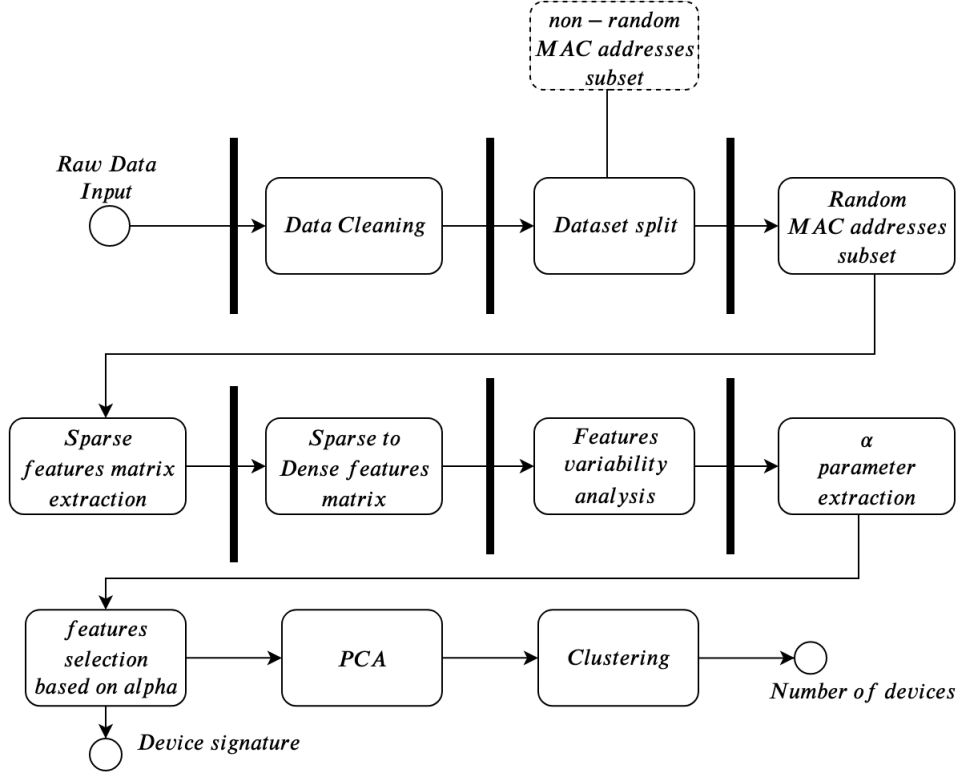 non – random
MAC addresses
subset
Raw Data
Input
Data Cleaning
Dataset split
Random
MAC addresses
subset
Sparse
features matrix
extraction
Sparse to
Dense features
matrix
Features
variability
analysis
α
parameter
extraction
features
selection
based on alpha
PCA
Clustering
Number of devices
Device signature